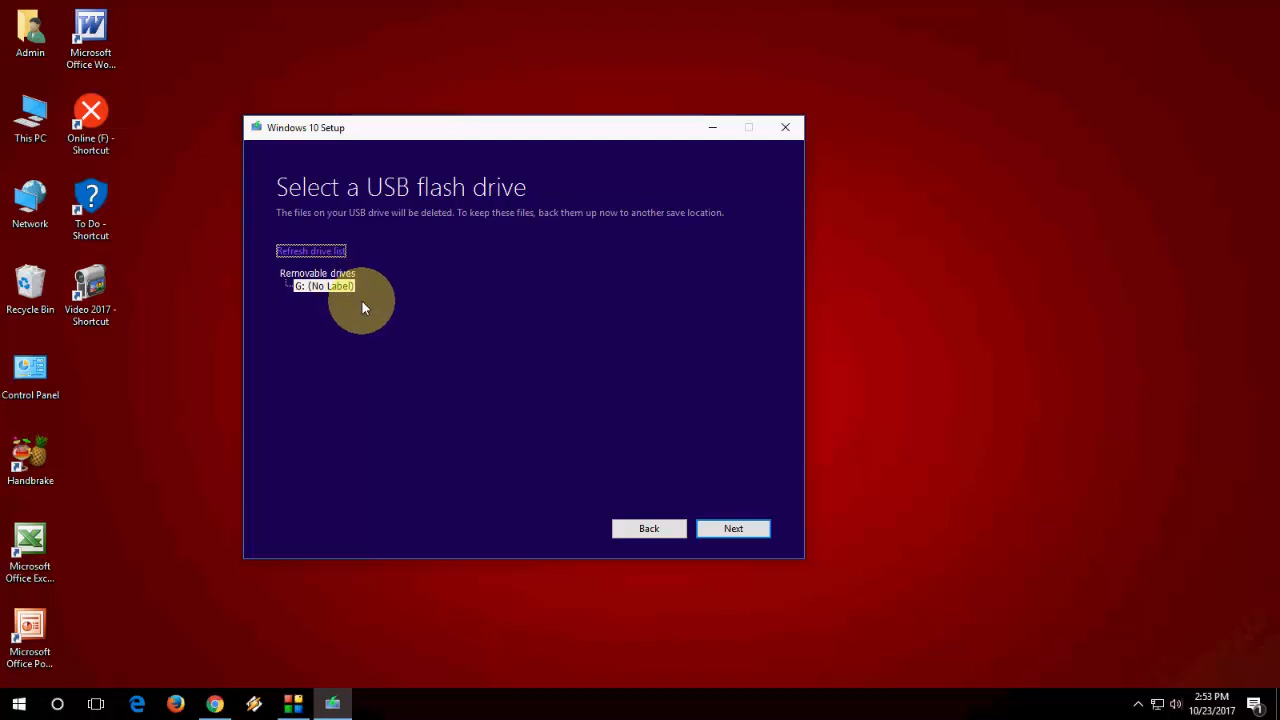 Admin
Microsoft
Office Wo...
This PC
Online (F) -
Shortcut
Network
To Do -
Shortcut
Recycle Bin
Video 2017 -
Shortcut
Control Panel
Handbrake
Microsoft
Office Exc...
Microsoft
Office Po...
Windows 10 Setup
Select a USB flash drive
The files on your USB drive will be deleted. To keep these files, back them up now to another save location.
Refresh drive list
Removable drives
G: (No Label)
Back
Next
2:53 PM
10/23/2017
1